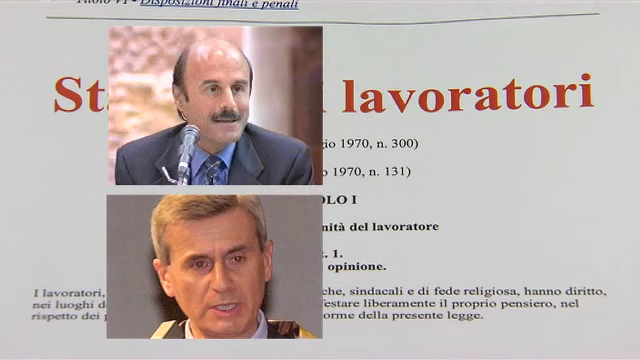 Titolo VI - Disposizioni finali e penali
St i lavoratori
gio 1970, n. 300)
o 1970, n. 131)
OLO I
nità del lavoratore
t. 1.
opinione.
I lavoratori, che, sindacali e di fede religiosa, hanno diritto,
nei luoghi d festare liberamente il proprio pensiero, nel
rispetto dei p orme della presente legge.